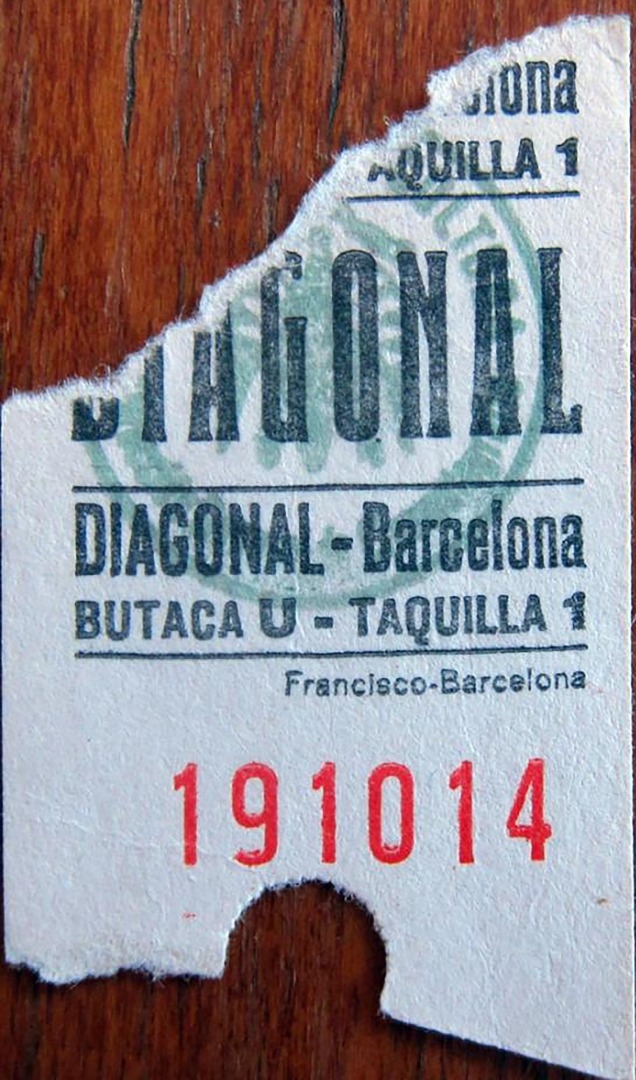 TAQUILLA 1
DIAGONAL
DIAGONAL-Barcelona
BUTACA U - TAQUILLA 1
Francisco-Barcelona
191014